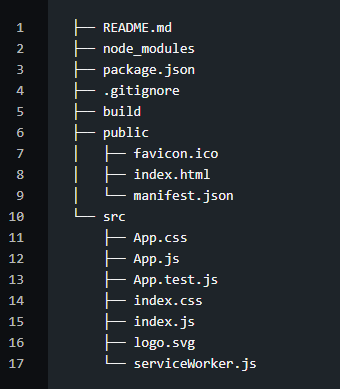 1 ├── README.md
2 ├── node_modules
3 ├── package.json
4 ├── .gitignore
5 ├── build
6 ├── public
7 │   ├── favicon.ico
8 │   ├── index.html
9 │   └── manifest.json
10 └── src
11     ├── App.css
12     ├── App.js
13     ├── App.test.js
14     ├── index.css
15     ├── index.js
16     ├── logo.svg
17     └── serviceWorker.js